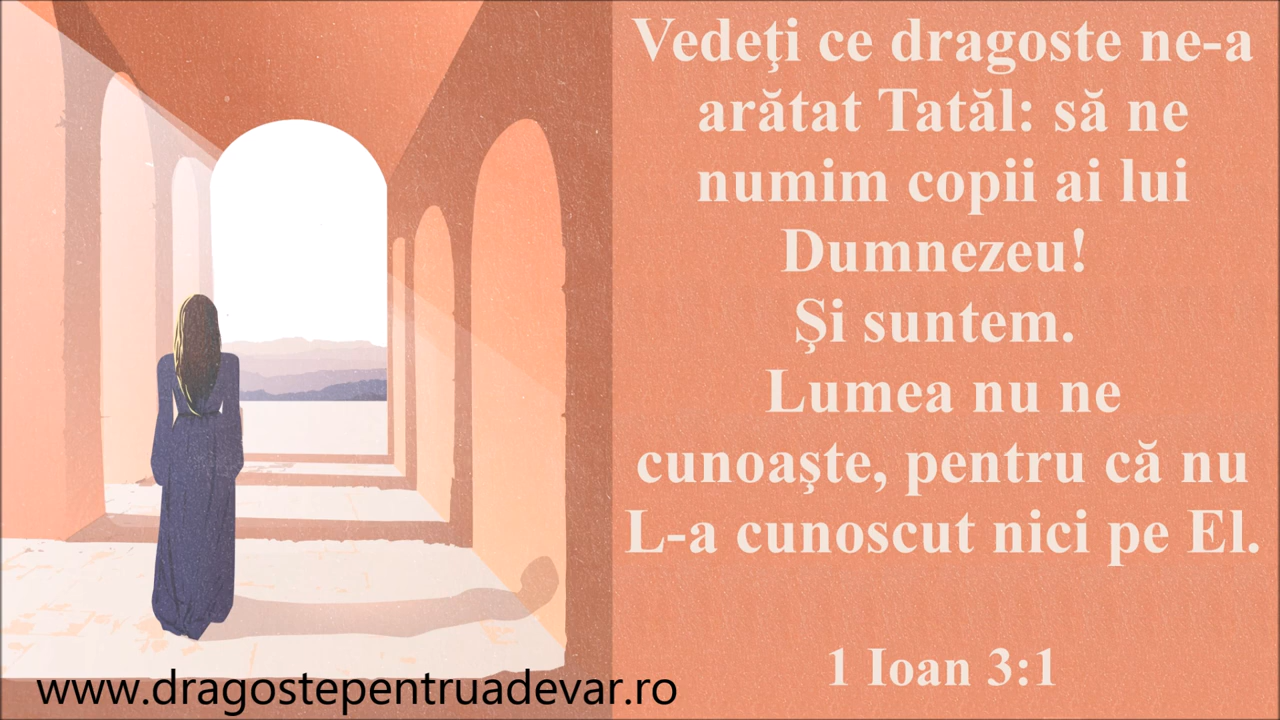 Vedeţi ce dragoste ne-a
arătat Tatăl: să ne
numim copii ai lui
Dumnezeu!
Şi suntem.
Lumea nu ne
cunoaşte, pentru că nu
L-a cunoscut nici pe El.
1 Ioan 3:1
www.dragostepentruadevar.ro